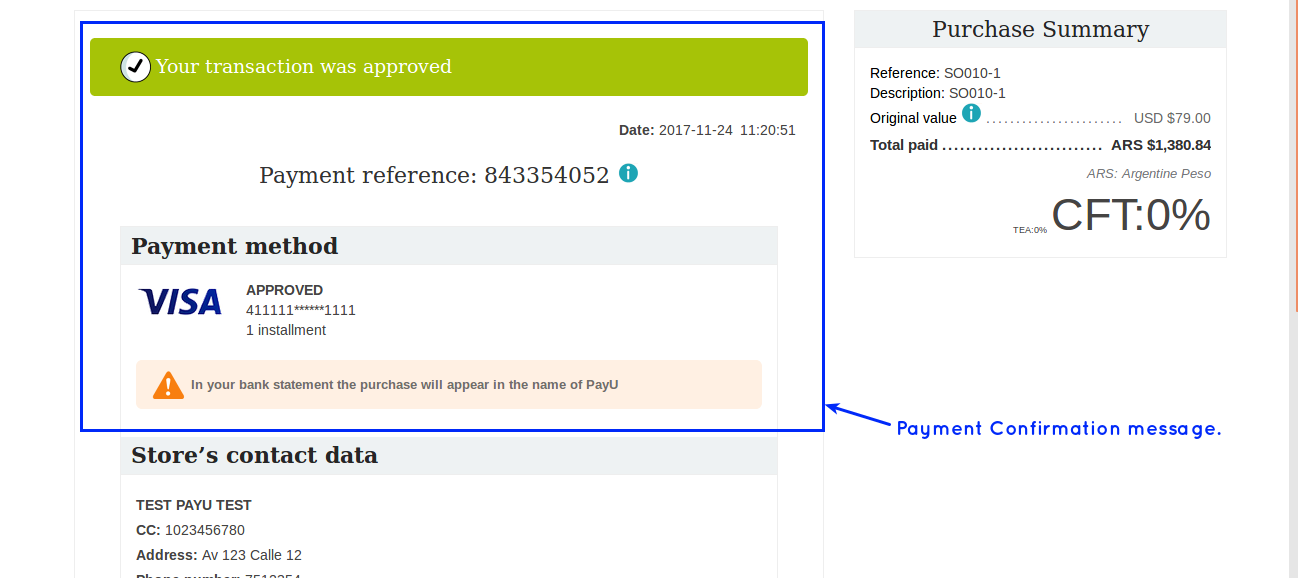 Your transaction was approved
Date: 2017-11-24 11:20:51
Payment reference: 843354052
Payment method
VISA
APPROVED
411111******1111
1 installment
In your bank statement the purchase will appear in the name of PayU
Store’s contact data
TEST PAYU TEST
CC: 1023456780
Address: Av 123 Calle 12
Phone number: 7512354
Purchase Summary
Reference: SO010-1
Description: SO010-1
Original value ....................... USD $79.00
Total paid .......................... ARS $1,380.84
ARS: Argentine Peso
TEA:0% CFT:0%
Payment Confirmation message.